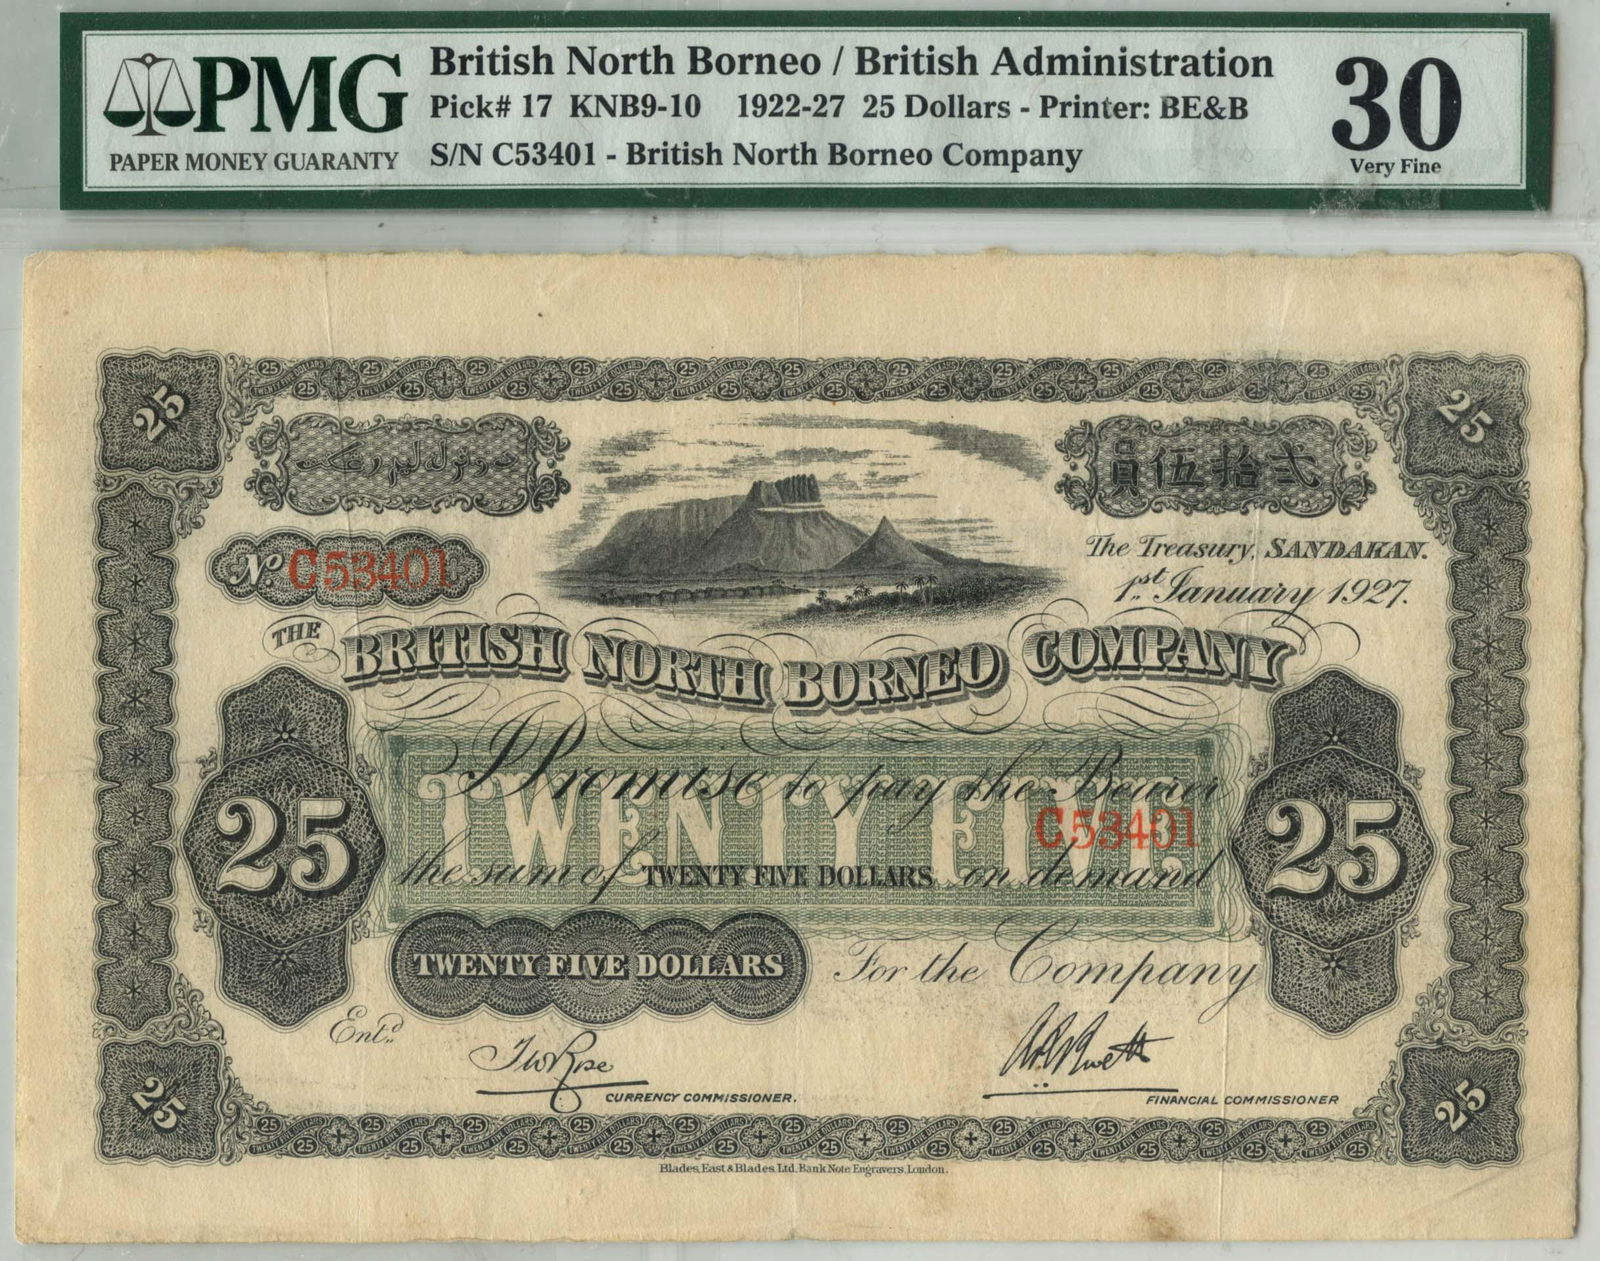 PMG
PAPER MONEY GUARANTY
British North Borneo / British Administration
Pick# 17 KNB9-10 1922-27 25 Dollars - Printer: BE&B
S/N C53401 - British North Borneo Company
30
Very Fine
25
25
دوقوله ليم رڠڬت
員伍拾弍
No. C53401
The Treasury, SANDAKAN.
1st January 1927.
THE BRITISH NORTH BORNEO COMPANY
I Promise to pay the Bearer
TWENTY FIVE
C53401
25
25
the sum of TWENTY FIVE DOLLARS on demand
TWENTY FIVE DOLLARS
For the Company
Entd.
CURRENCY COMMISSIONER.
FINANCIAL COMMISSIONER
25
25
Blades, East & Blades Ltd. Bank Note Engravers, London.